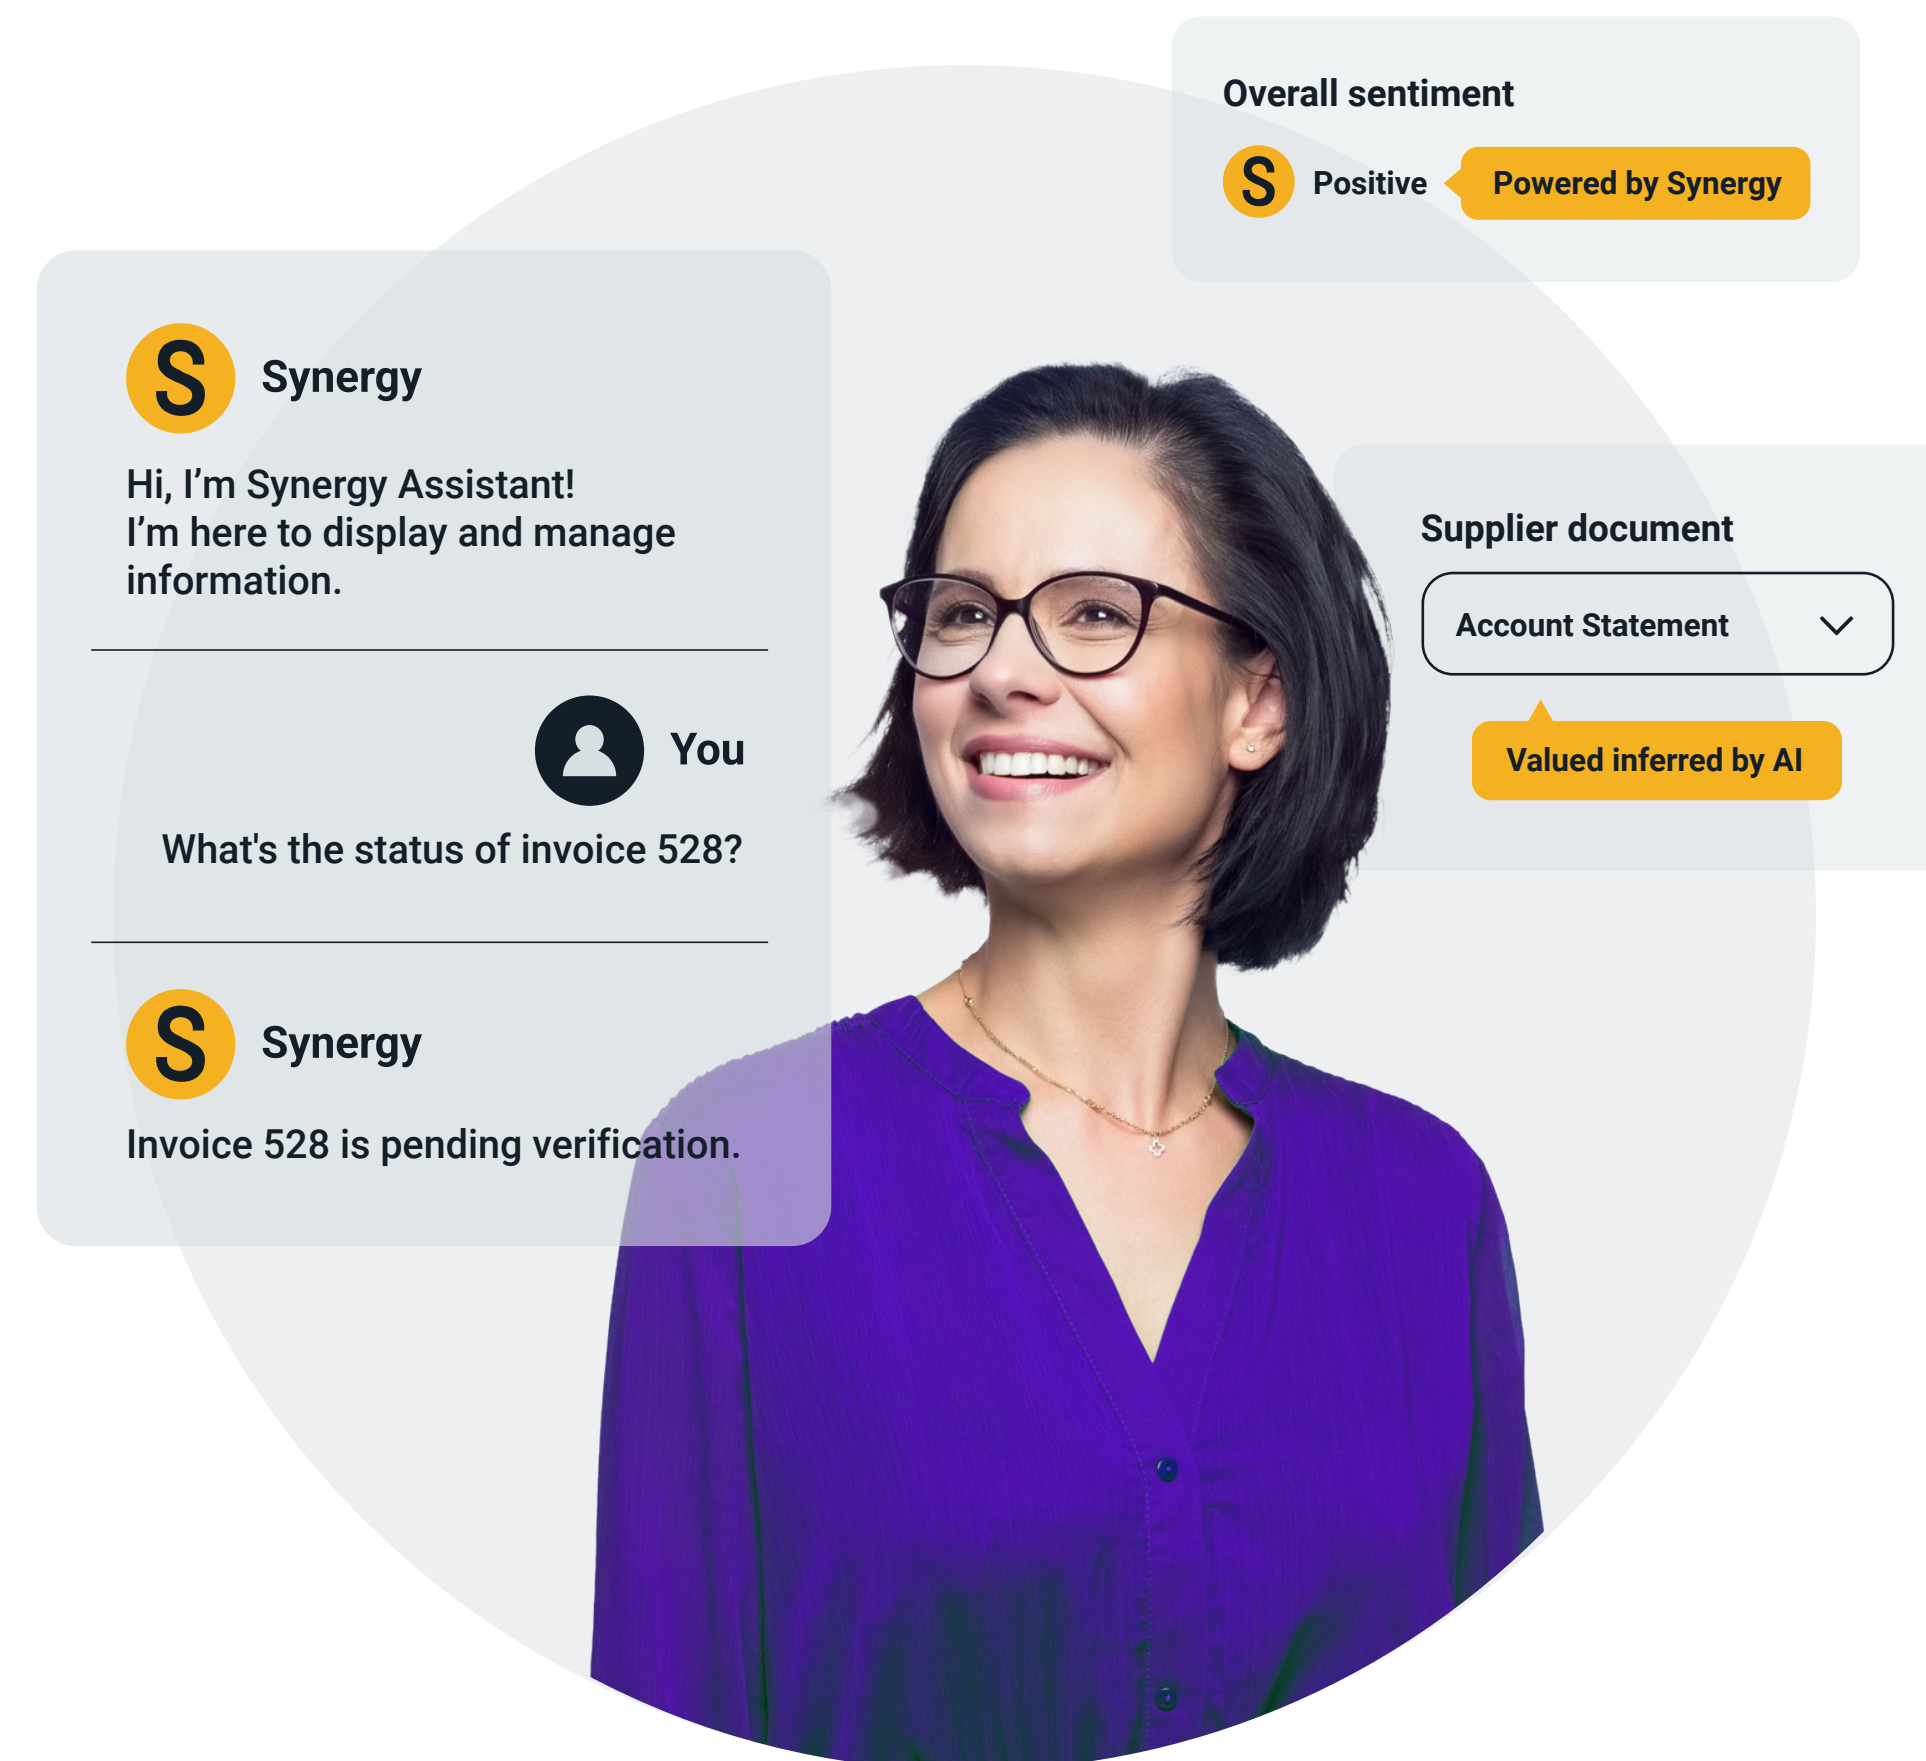 Overall sentiment
S Positive Powered by Synergy
S Synergy
Hi, I’m Synergy Assistant!
I’m here to display and manage
information.
You
What's the status of invoice 528?
S Synergy
Invoice 528 is pending verification.
Supplier document
Account Statement
Valued inferred by AI